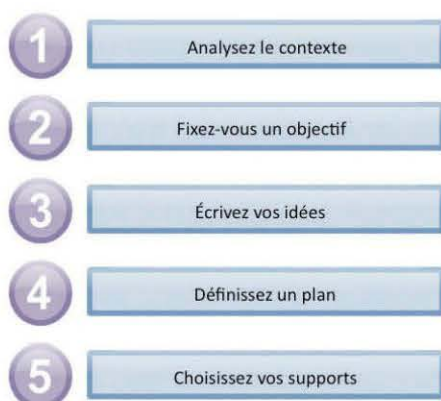 1 Analysez le contexte
2 Fixez-vous un objectif
3 Écrivez vos idées
4 Définissez un plan
5 Choisissez vos supports